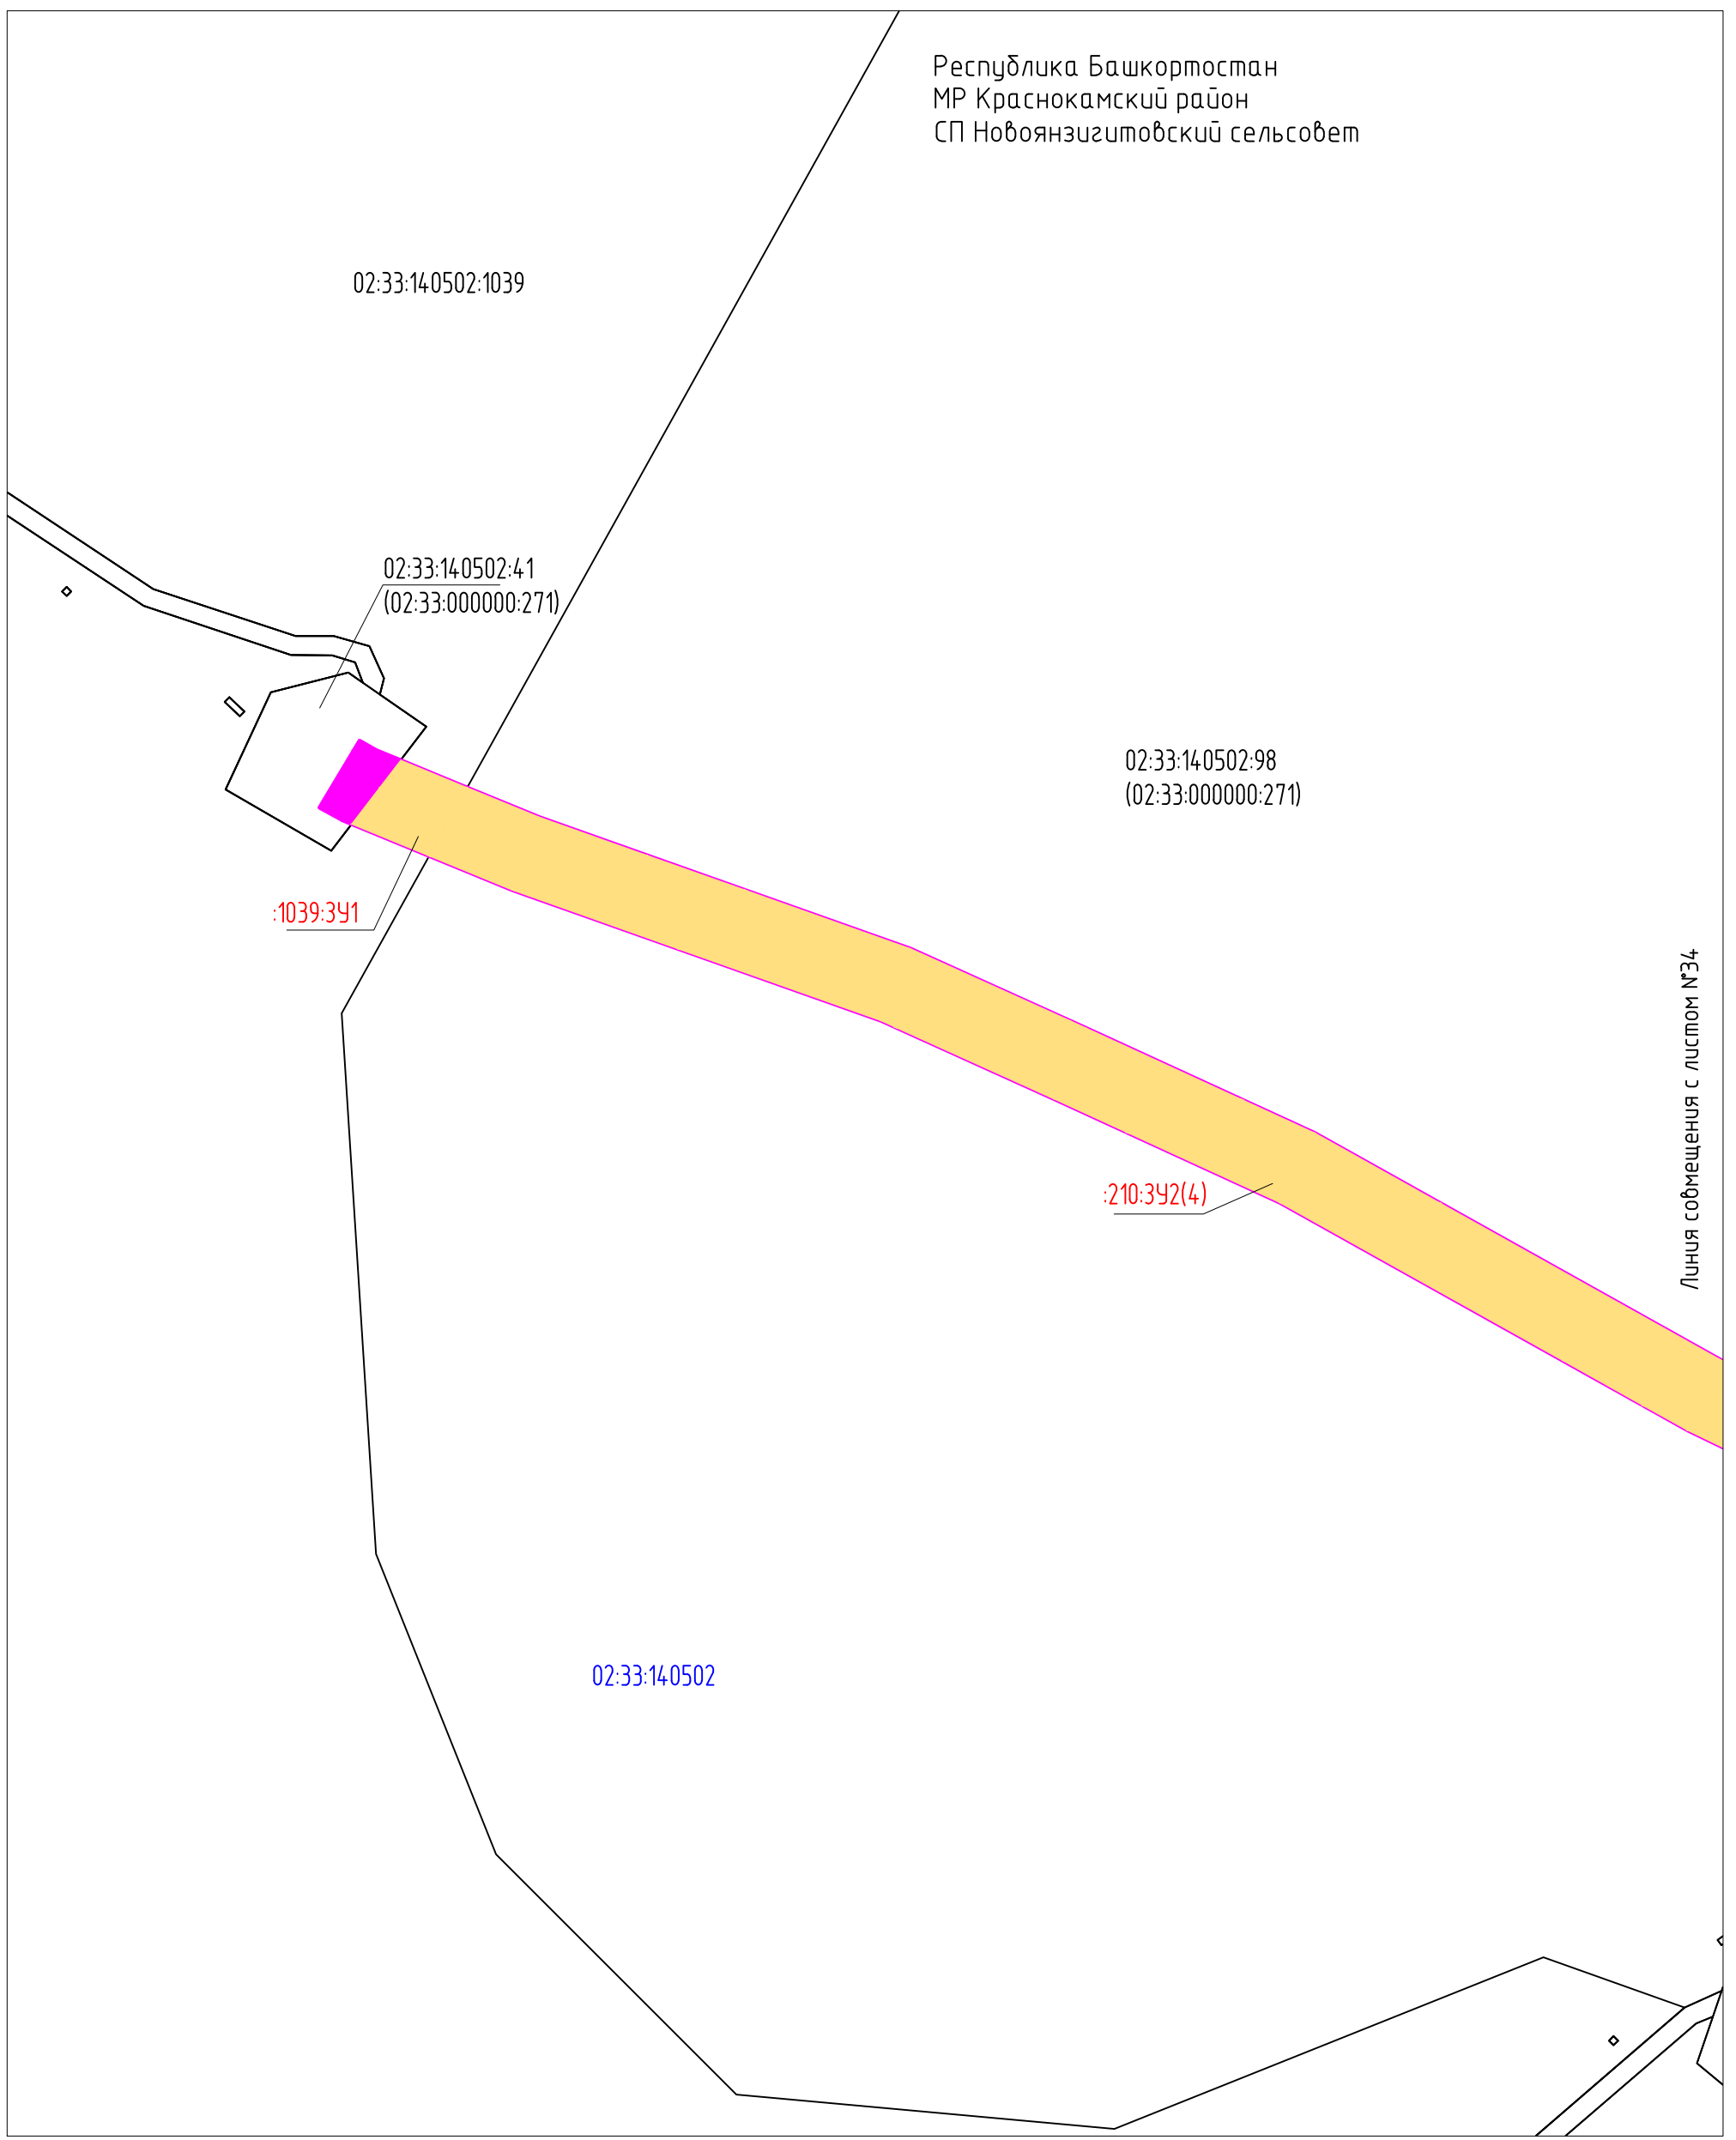 Республика Башкортостан
МР Краснокамский район
СП Новоянзигитовский сельсовет
02:33:140502:1039
02:33:140502:41
(02:33:000000:271)
02:33:140502:98
(02:33:000000:271)
:1039:ЗУ1
Линия совмещения с листом №34
:210:ЗУ2(4)
02:33:140502